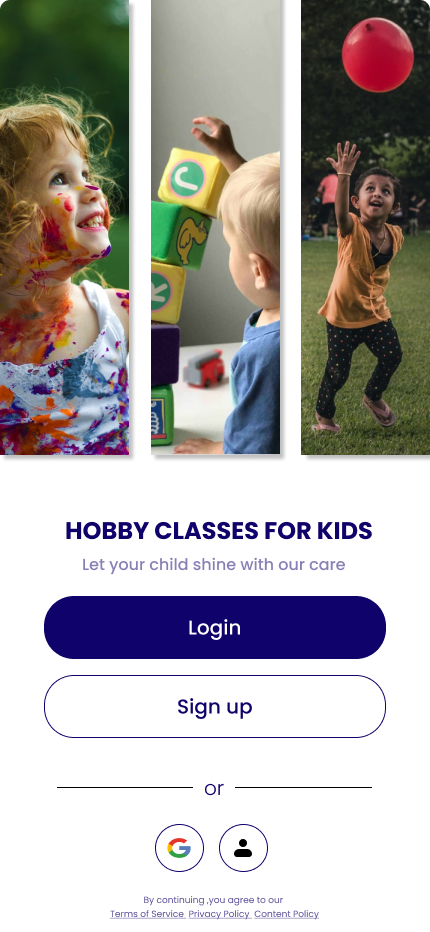 HOBBY CLASSES FOR KIDS
Let your child shine with our care
Login
Sign up
or
By continuing ,you agree to our
Terms of Service Privacy Policy Content Policy